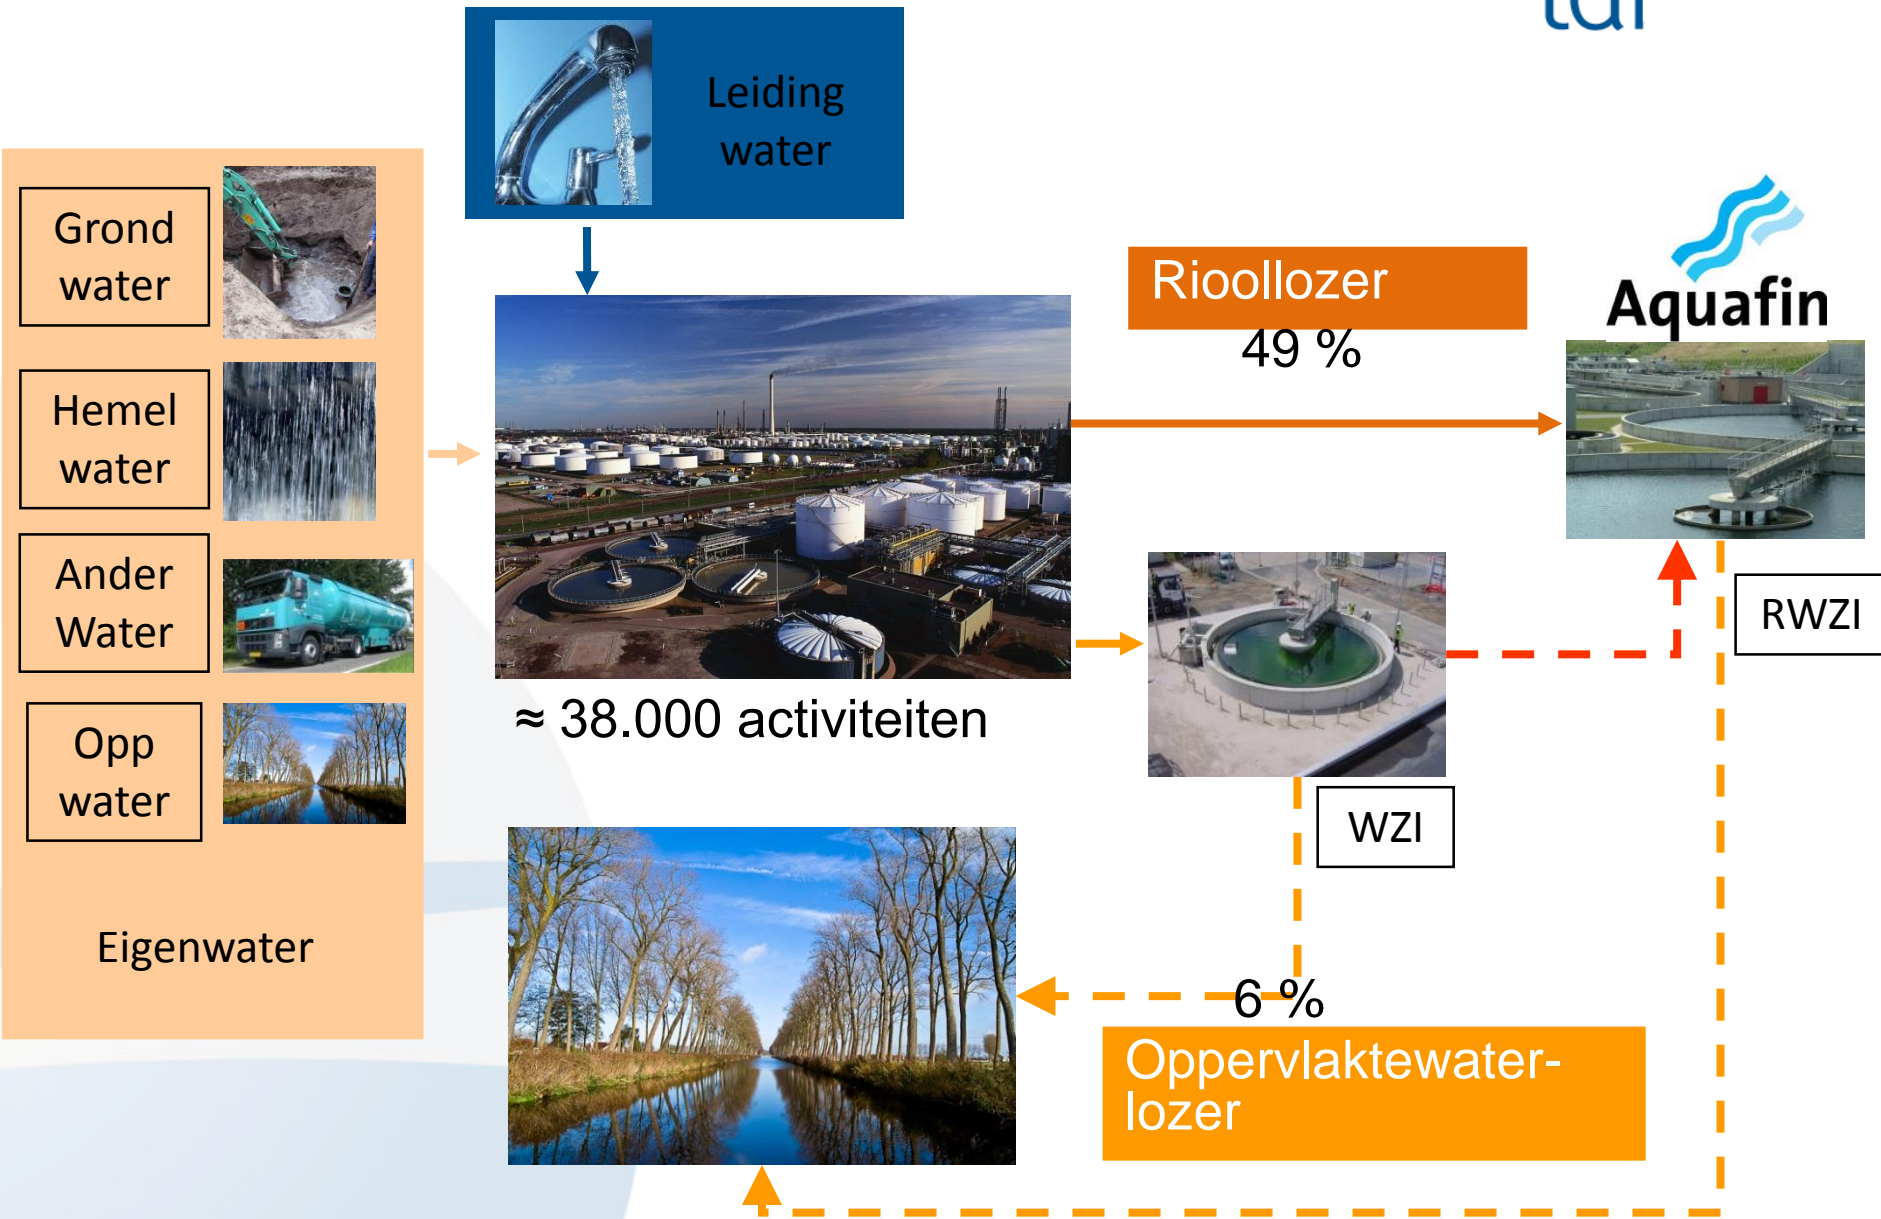 Leiding
water
Grond
water
Hemel
water
Ander
Water
Opp
water
Eigenwater
Rioollozer
49 %
Aquafin
RWZI
≈ 38.000 activiteiten
WZI
6 %
Oppervlaktewater-
lozer